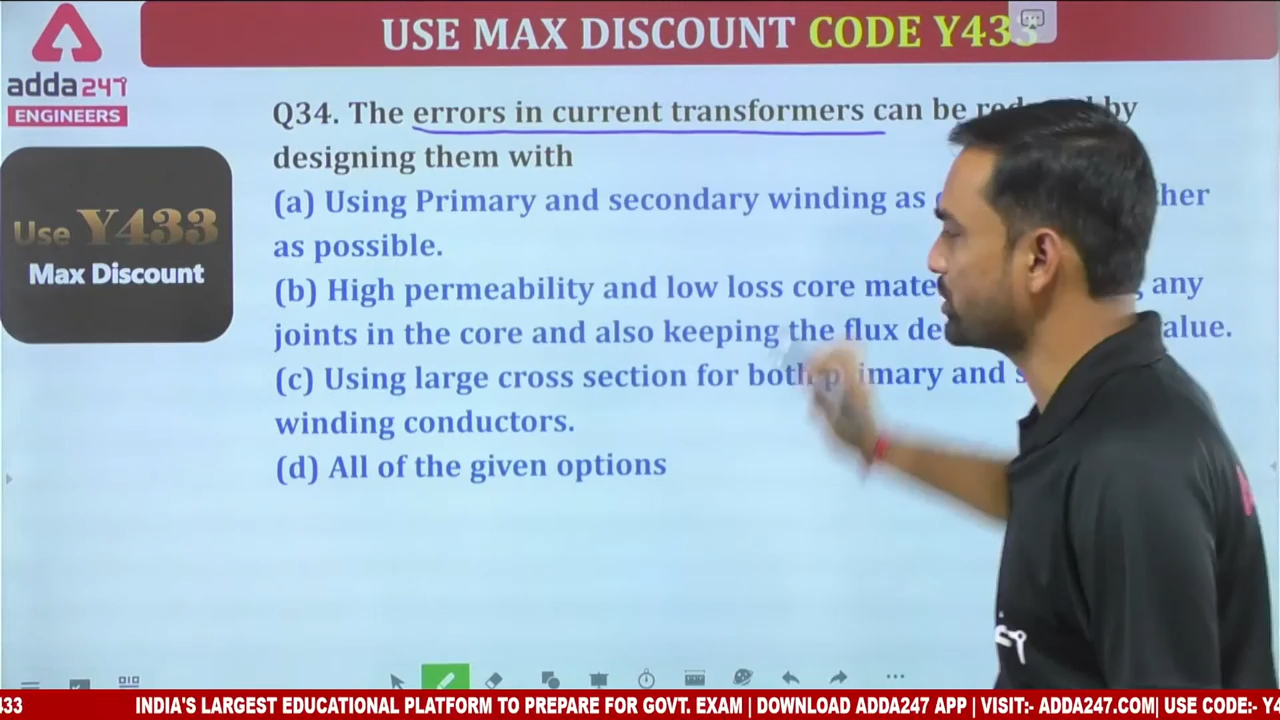 USE MAX DISCOUNT CODE Y433
adda247
ENGINEERS
Use Y433
Max Discount
Q34. The errors in current transformers can be by
designing them with
(a) Using Primary and secondary winding as
as possible.
(b) High permeability and low loss core any
joints in the core and also keeping the flux
(c) Using large cross section for both primary and
winding conductors.
(d) All of the given options
433 INDIA'S LARGEST EDUCATIONAL PLATFORM TO PREPARE FOR GOVT. EXAM | DOWNLOAD ADDA247 APP | VISIT:- ADDA247.COM| USE CODE:-